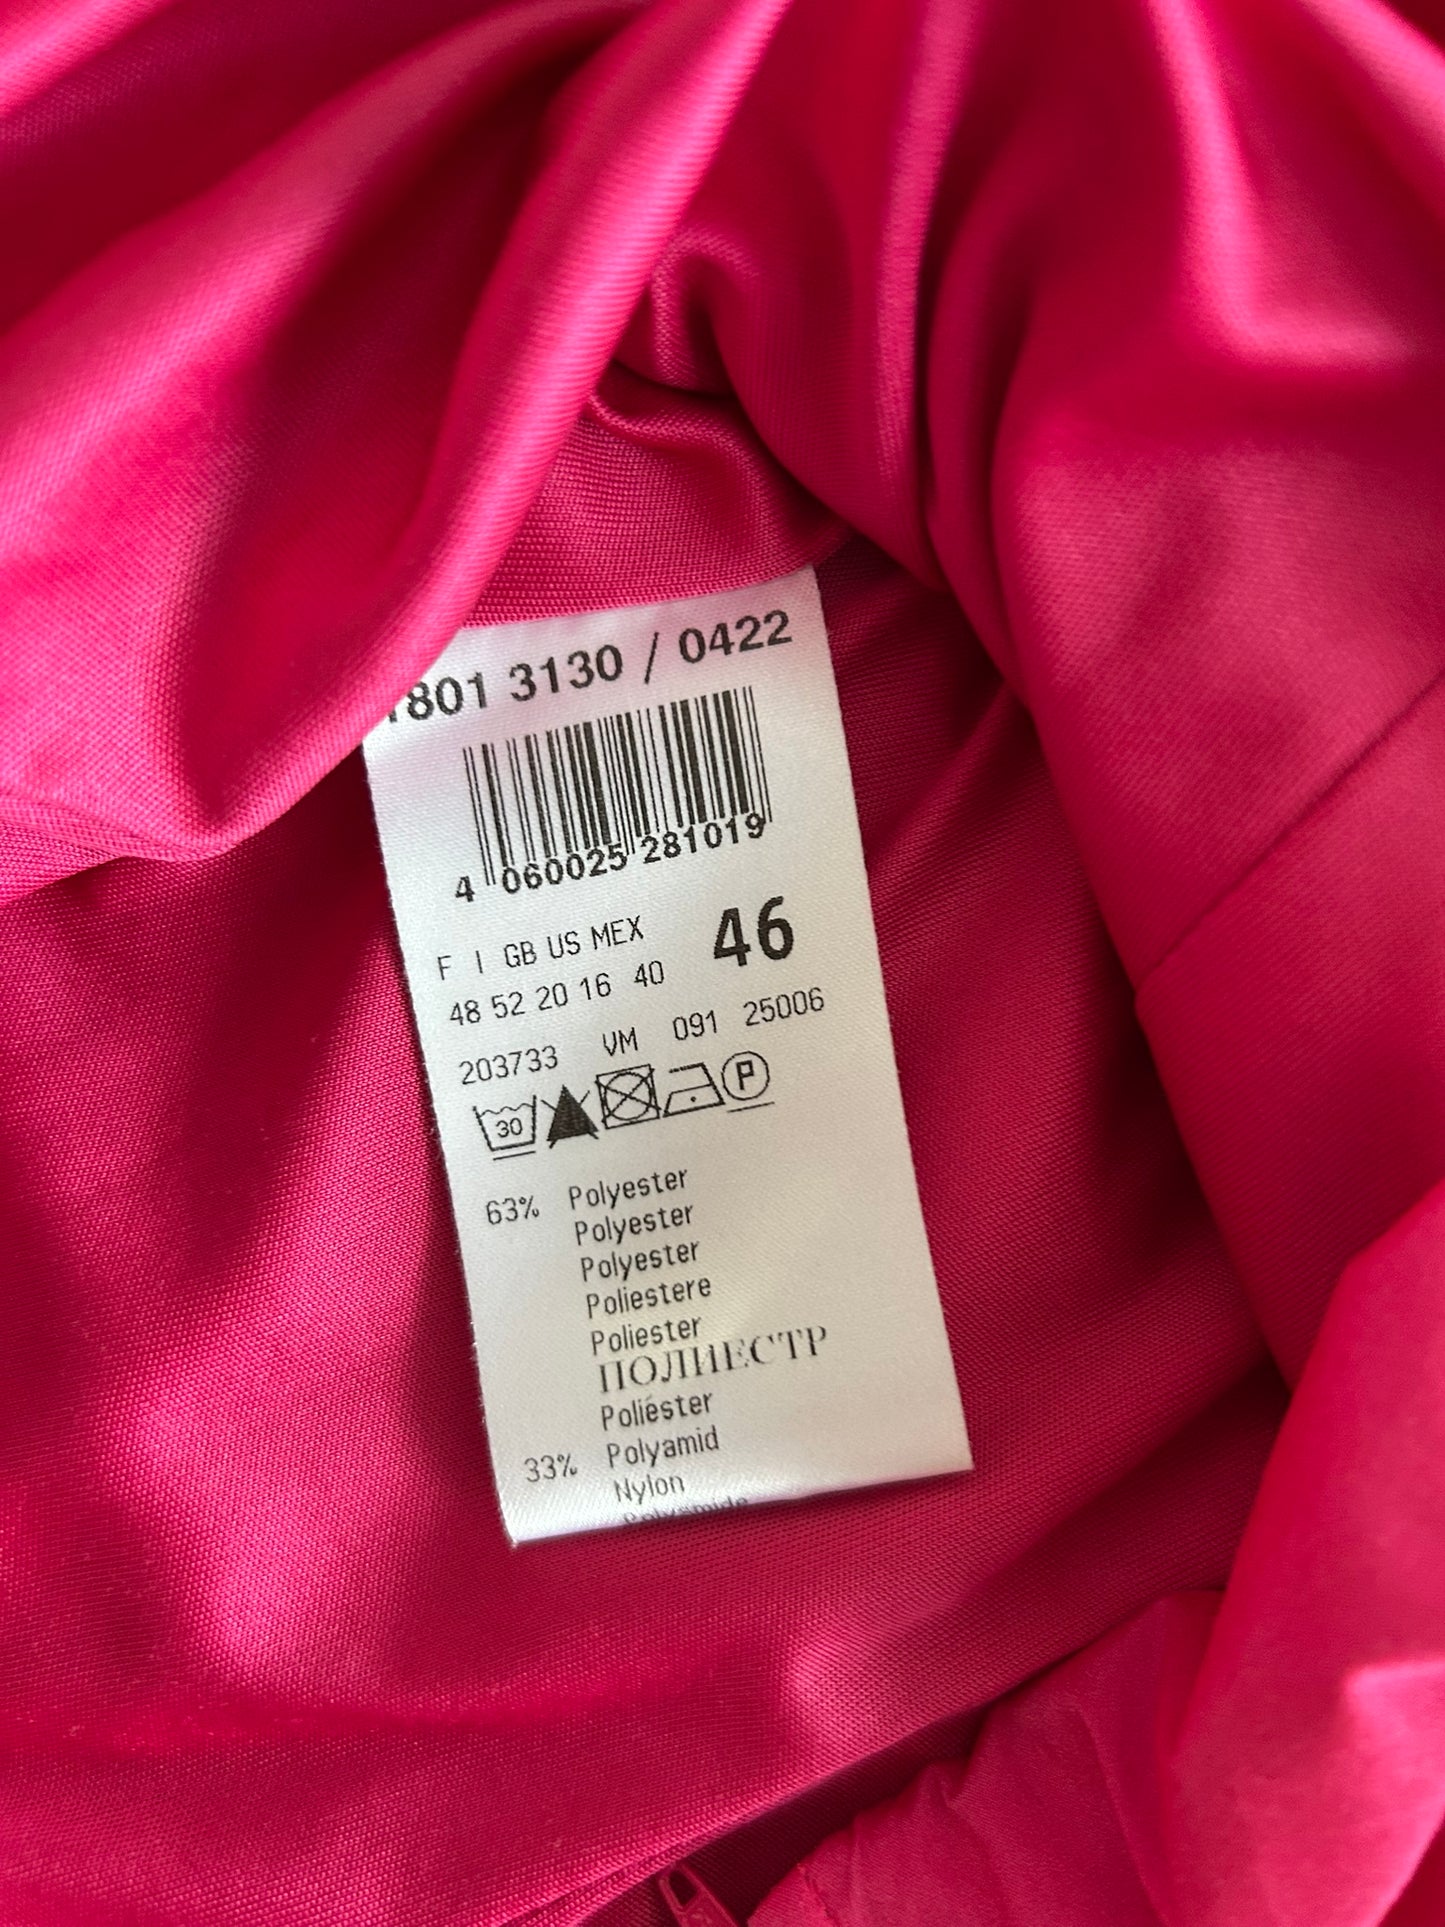 801 3130 / 0422
4 060025 281019
F I GB US MEX 46
48 52 20 16 40
203733 VM 091 25006
30 P
63% Polyester
Polyester
Polyester
Poliestere
Poliester
ПОЛИЕСТР
Poliéster
33% Polyamid
Nylon